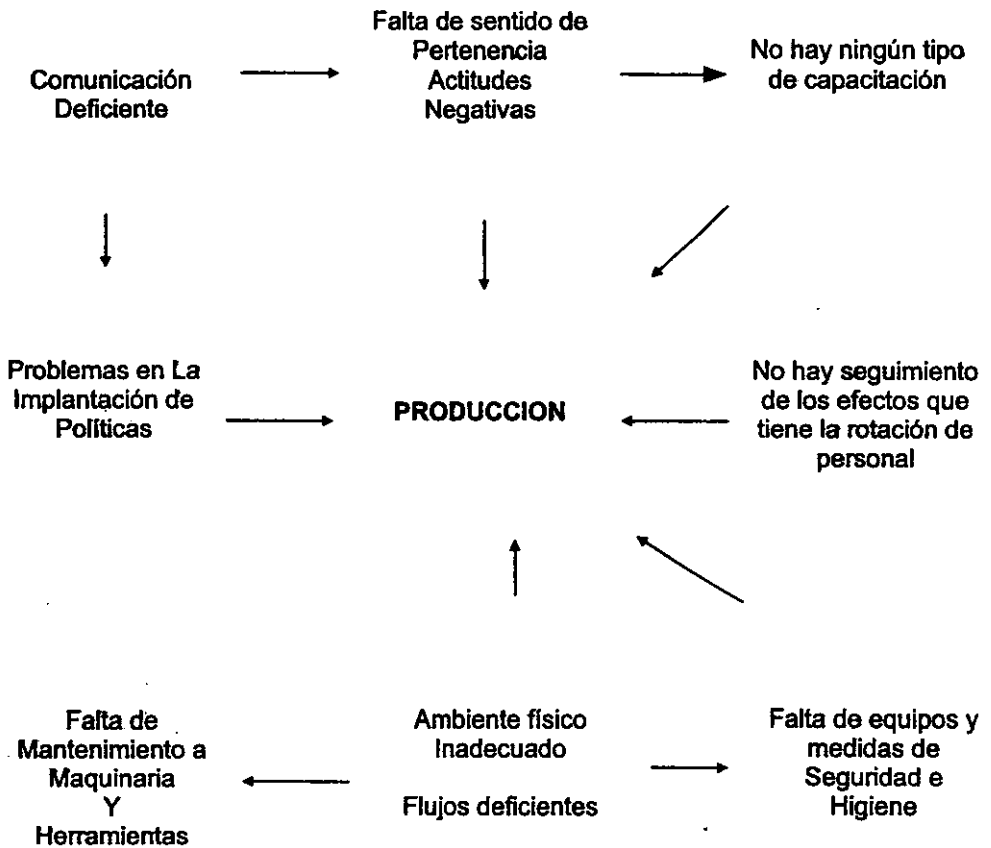 Comunicación
Deficiente
Falta de sentido de
Pertenencia
Actitudes
Negativas
No hay ningún tipo
de capacitación
Problemas en La
Implantación de
Políticas
PRODUCCION
No hay seguimiento
de los efectos que
tiene la rotación de
personal
Falta de
Mantenimiento a
Maquinaria
Y
Herramientas
Ambiente físico
Inadecuado
Flujos deficientes
Falta de equipos y
medidas de
Seguridad e
Higiene